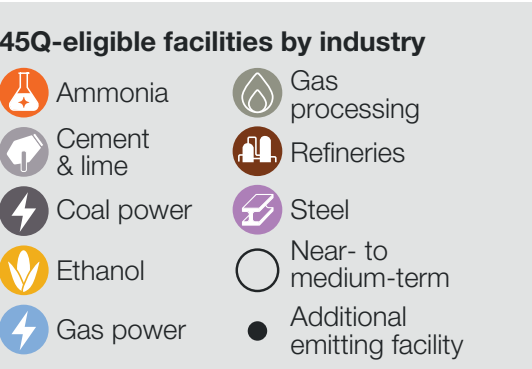 45Q-eligible facilities by industry
Ammonia
Cement
& lime
Coal power
Ethanol
Gas power
Gas
processing
Refineries
Steel
Near- to
medium-term
Additional
emitting facility